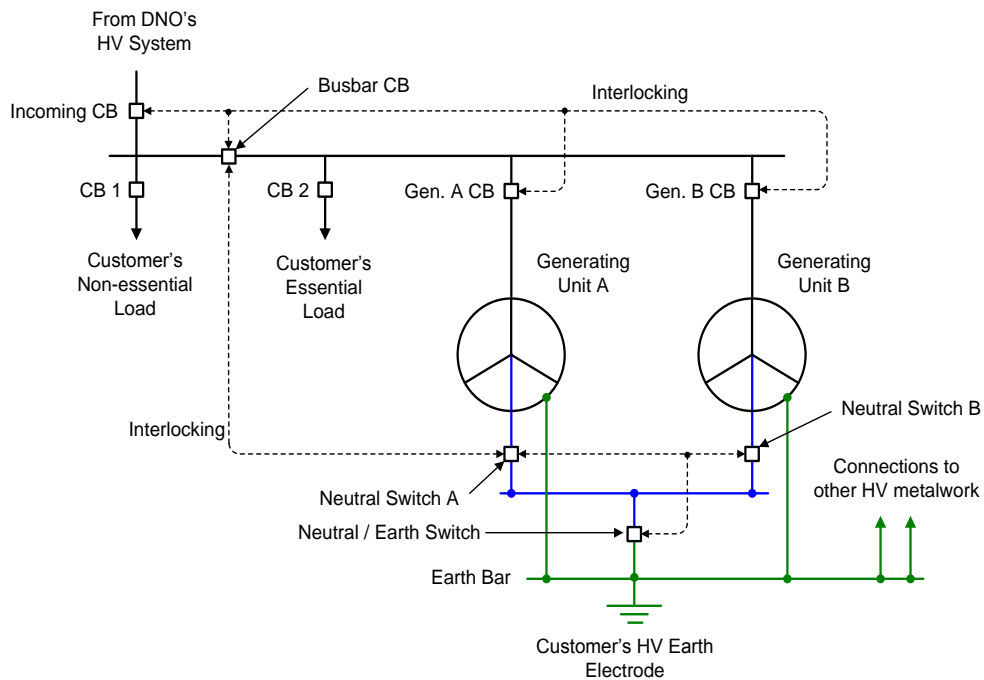 From DNO's
HV System
Busbar CB
Incoming CB
Interlocking
CB 1
CB 2
Gen. A CB
Gen. B CB
Customer's
Non-essential
Load
Customer's
Essential
Load
Generating
Unit A
Generating
Unit B
Interlocking
Neutral Switch B
Neutral Switch A
Connections to
other HV metalwork
Neutral / Earth Switch
Earth Bar
Customer's HV Earth
Electrode